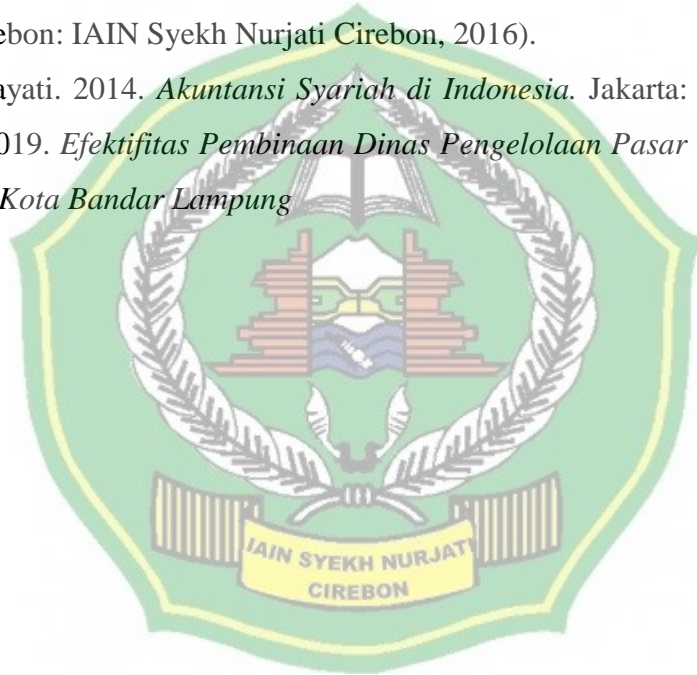 ebon: IAIN Syekh Nurjati Cirebon, 2016).
ayati. 2014. Akuntansi Syariah di Indonesia. Jakarta:
019. Efektifitas Pembinaan Dinas Pengelolaan Pasar
Kota Bandar Lampung
IAIN SYEKH NURJATI
CIREBON